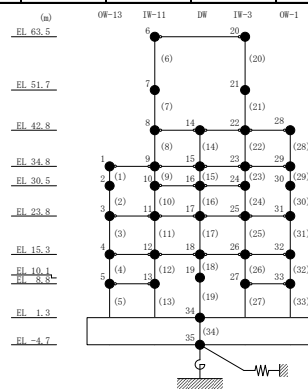 (m) OW-13 IW-11 DW IW-3 OW-1
EL 63.5 6 20
(6) (20)
EL 51.7 7 21
(7) (21)
EL 42.8 8 14 22 28
(8) (14) (22) (28)
EL 34.8 1 9 15 23 29
(1) (9) (15) (23) (29)
EL 30.5 2 10 16 24 30
(2) (10) (16) (24) (30)
EL 23.8 3 11 17 25 31
(3) (11) (17) (25) (31)
EL 15.3 4 12 18 26 32
(4) (12) (18) (26) (32)
EL 10.1 19
EL 8.8 5 13 27 33
(5) (13) (19) (27) (33)
EL 1.3 34
(34)
EL -4.7 35